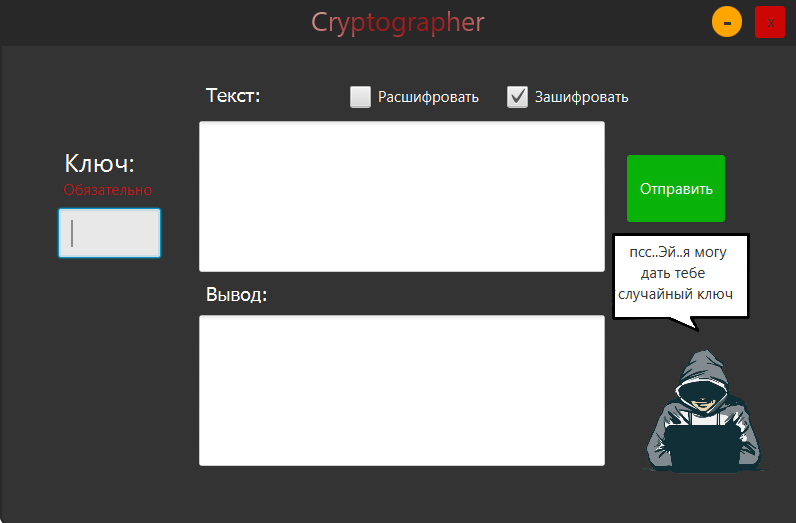 Cryptographer
-
x
Текст:
Расшифровать
Зашифровать
Ключ:
Обязательно
Отправить
псс..Эй..я могу
дать тебе
случайный ключ
Вывод: